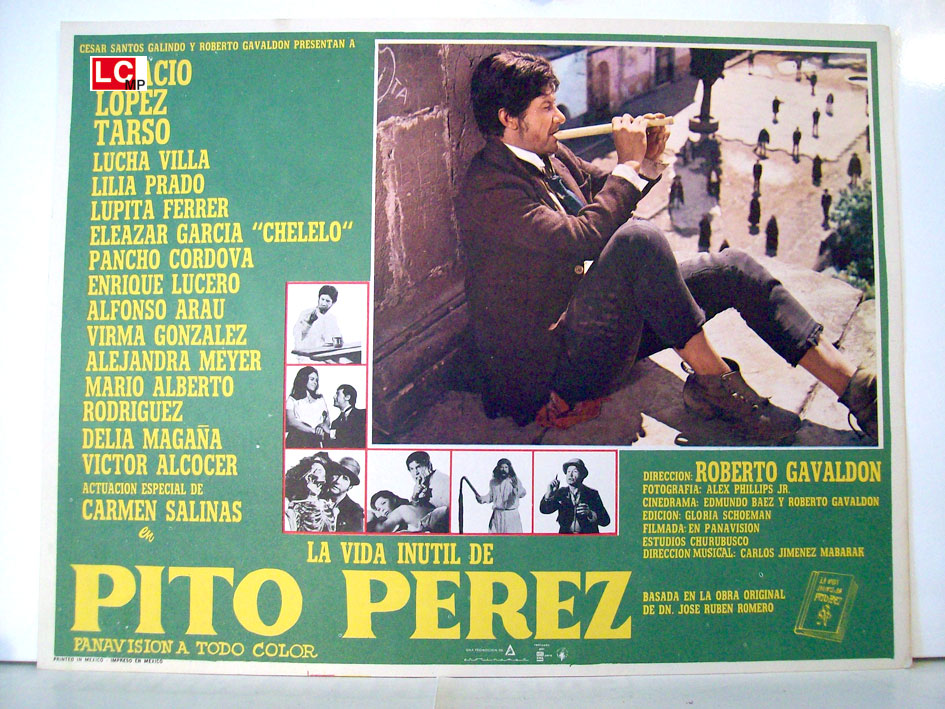 CESAR SANTOS GALINDO Y ROBERTO GAVALDON PRESENTAN A
LC MP
CIO
LOPEZ
TARSO
LUCHA VILLA
LILIA PRADO
LUPITA FERRER
ELEAZAR GARCIA "CHELELO"
PANCHO CORDOVA
ENRIQUE LUCERO
ALFONSO ARAU
VIRMA GONZALEZ
ALEJANDRA MEYER
MARIO ALBERTO
RODRIGUEZ
DELIA MAGAÑA
VICTOR ALCOCER
ACTUACION ESPECIAL DE
CARMEN SALINAS
en
LA VIDA INUTIL DE
PITO PEREZ
PANAVISION A TODO COLOR
DIRECCION: ROBERTO GAVALDON
FOTOGRAFIA: ALEX PHILLIPS JR.
CINEDRAMA: EDMUNDO BAEZ Y ROBERTO GAVALDON
EDICION: GLORIA SCHOEMAN
FILMADA: EN PANAVISION
ESTUDIOS CHURUBUSCO
DIRECCION MUSICAL: CARLOS JIMENEZ MABARAK
BASADA EN LA OBRA ORIGINAL
DE DN. JOSE RUBEN ROMERO
PRINTED IN MEXICO - IMPRESO EN MEXICO